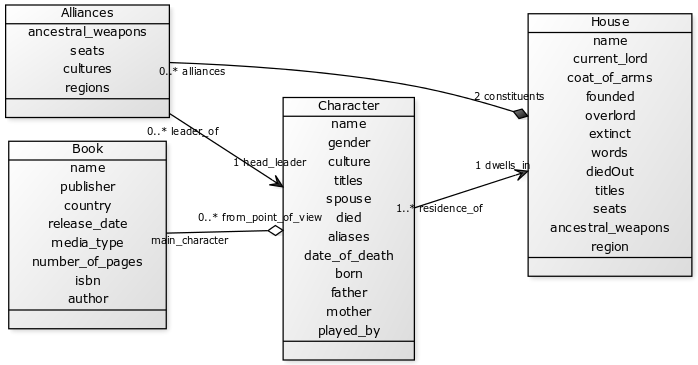 Alliances
ancestral_weapons
seats
cultures
regions
0..* alliances
0..* leader_of
1 head_leader
2 constituents
Book
name
publisher
country
release_date
media_type
number_of_pages
isbn
author
0..* from_point_of_view
main_character
Character
name
gender
culture
titles
spouse
died
aliases
date_of_death
born
father
mother
played_by
1 dwells_in
1..* residence_of
House
name
current_lord
coat_of_arms
founded
overlord
extinct
words
diedOut
titles
seats
ancestral_weapons
region